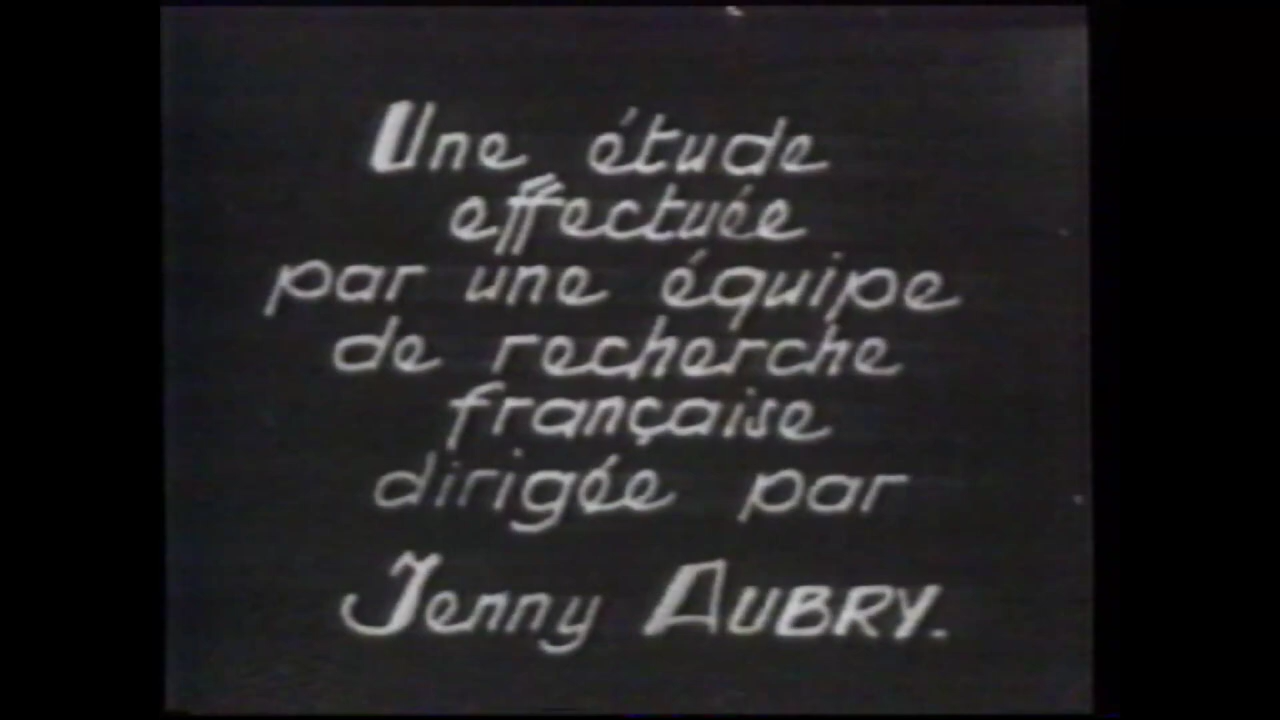 Une étude
effectuée
par une équipe
de recherche
française
dirigée par
Jenny AUBRY.